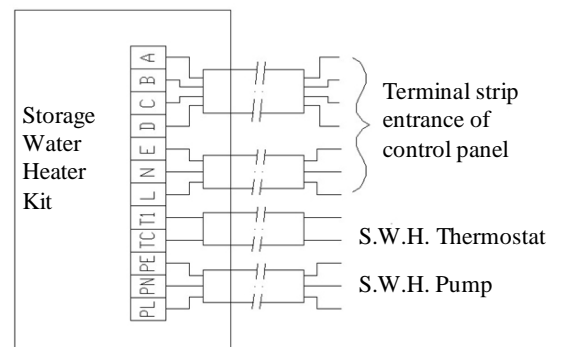 Storage
Water
Heater
Kit
A
B
C
D
E
N
L
T1
TC
PE
PN
PL
Terminal strip
entrance of
control panel
S.W.H. Thermostat
S.W.H. Pump